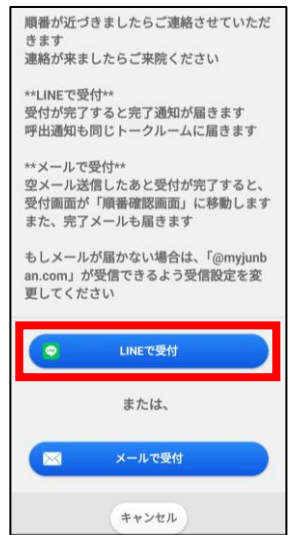 順番が近づきましたらご連絡させていただ
きます
連絡が来ましたらご来院ください
**LINEで受付**
受付が完了すると完了通知が届きます
呼出通知も同じトークルームに届きます
**メールで受付**
空メール送信したあと受付が完了すると、
受付画面が「順番確認画面」に移動します
また、完了メールも届きます
もしメールが届かない場合は、「@myjunb
an.com」が受信できるよう受信設定を変
更してください
LINEで受付
または、
メールで受付
キャンセル